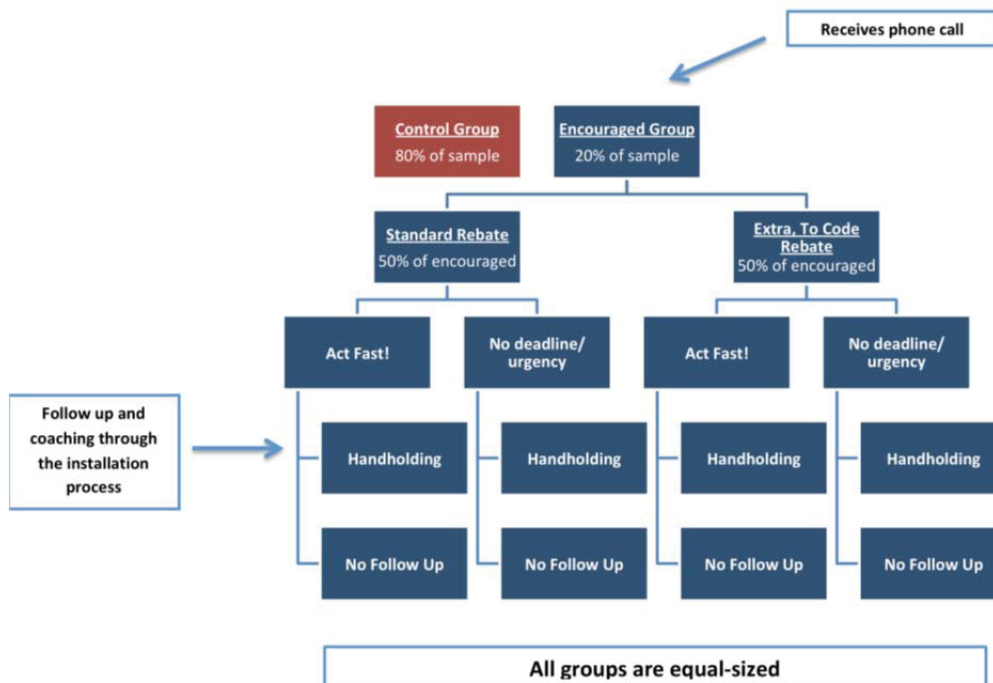 Receives phone call
Control Group
80% of sample
Encouraged Group
20% of sample
Standard Rebate
50% of encouraged
Extra, To Code
Rebate
50% of encouraged
Act Fast!
No deadline/
urgency
Act Fast!
No deadline/
urgency
Follow up and
coaching through
the installation
process
Handholding
Handholding
Handholding
Handholding
No Follow Up
No Follow Up
No Follow Up
No Follow Up
All groups are equal-sized